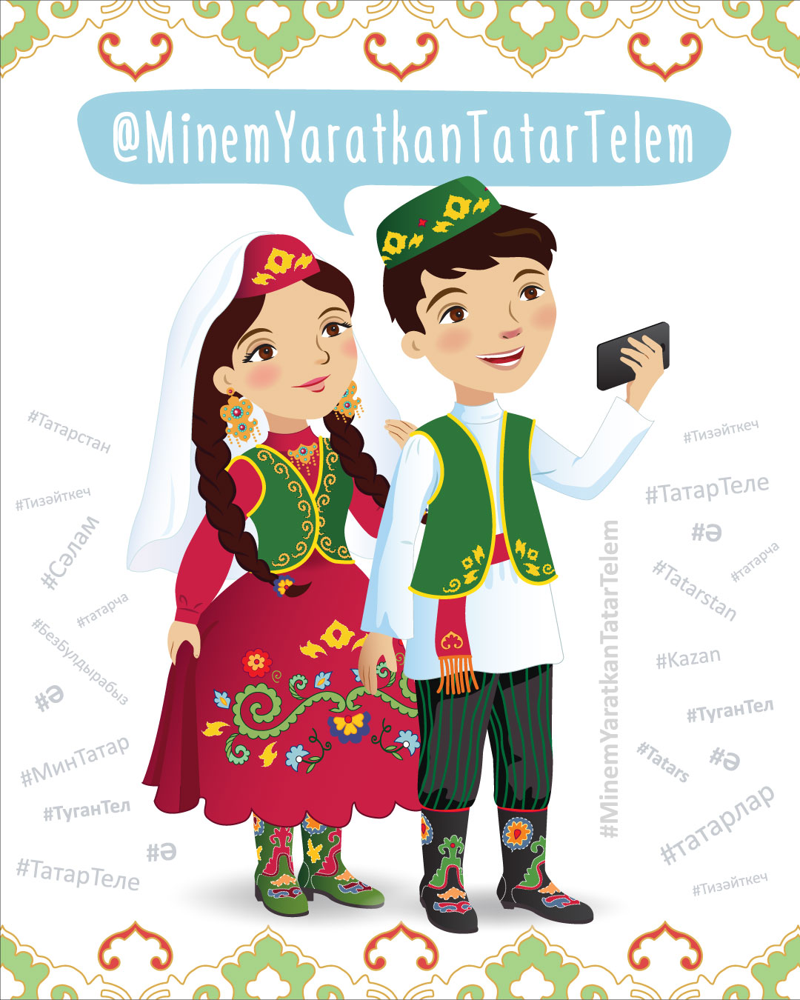 @MinemYaratkanTatarTelem
#Татарстан
#Тизәйткеч
#Сәлам
#татарча
#БезБулдырабыз
#Ә
#МинТатар
#ТуганТел
#Ә
#ТатарТеле
#Тизәйткеч
#ТатарТеле
#Ә
#татарча
#Tatarstan
#MinemYaratkanTatarTelem
#Kazan
#ТуганТел
#Tatars
#Ә
#татарлар
#Тизәйткеч